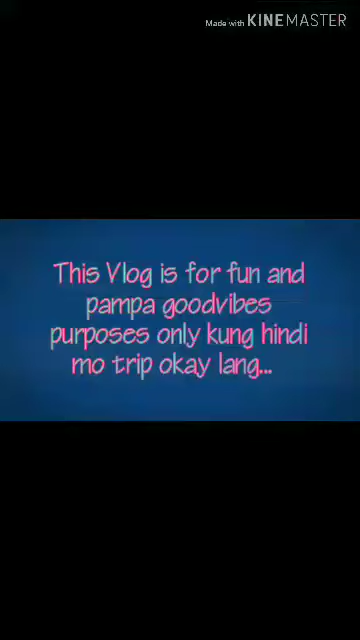 Made with KINEMASTER
This Vlog is for fun and
pampa goodvibes
purposes only kung hindi
mo trip okay lang...